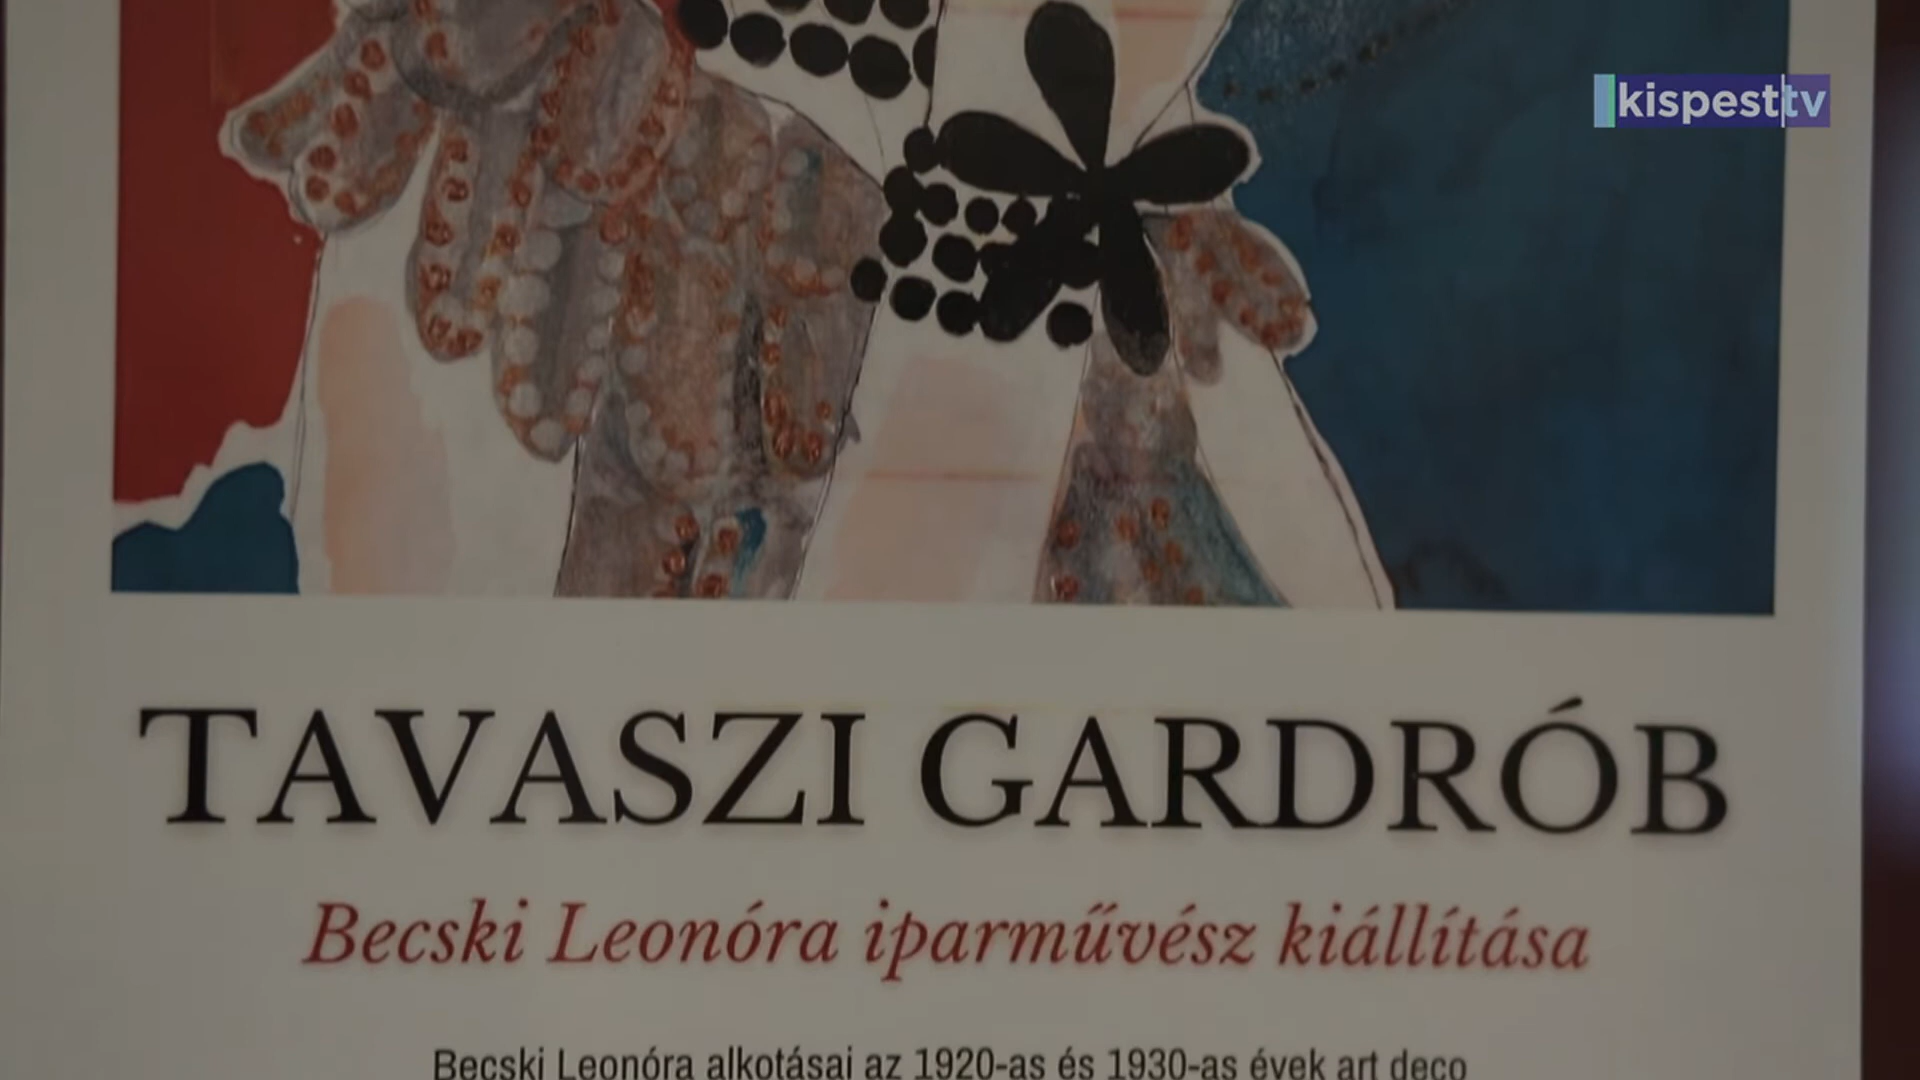 kispest tv
TAVASZI GARDRÓB
Becski Leonóra iparművész kiállítása
Becski Leonóra alkotásai az 1920-as és 1930-as évek art deco